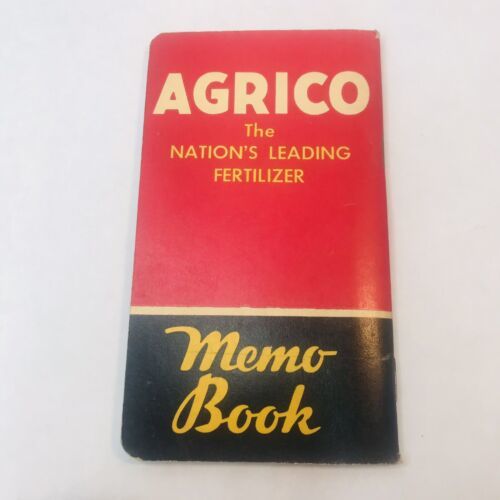 AGRICO
The
NATION'S LEADING
FERTILIZER
Memo
Book